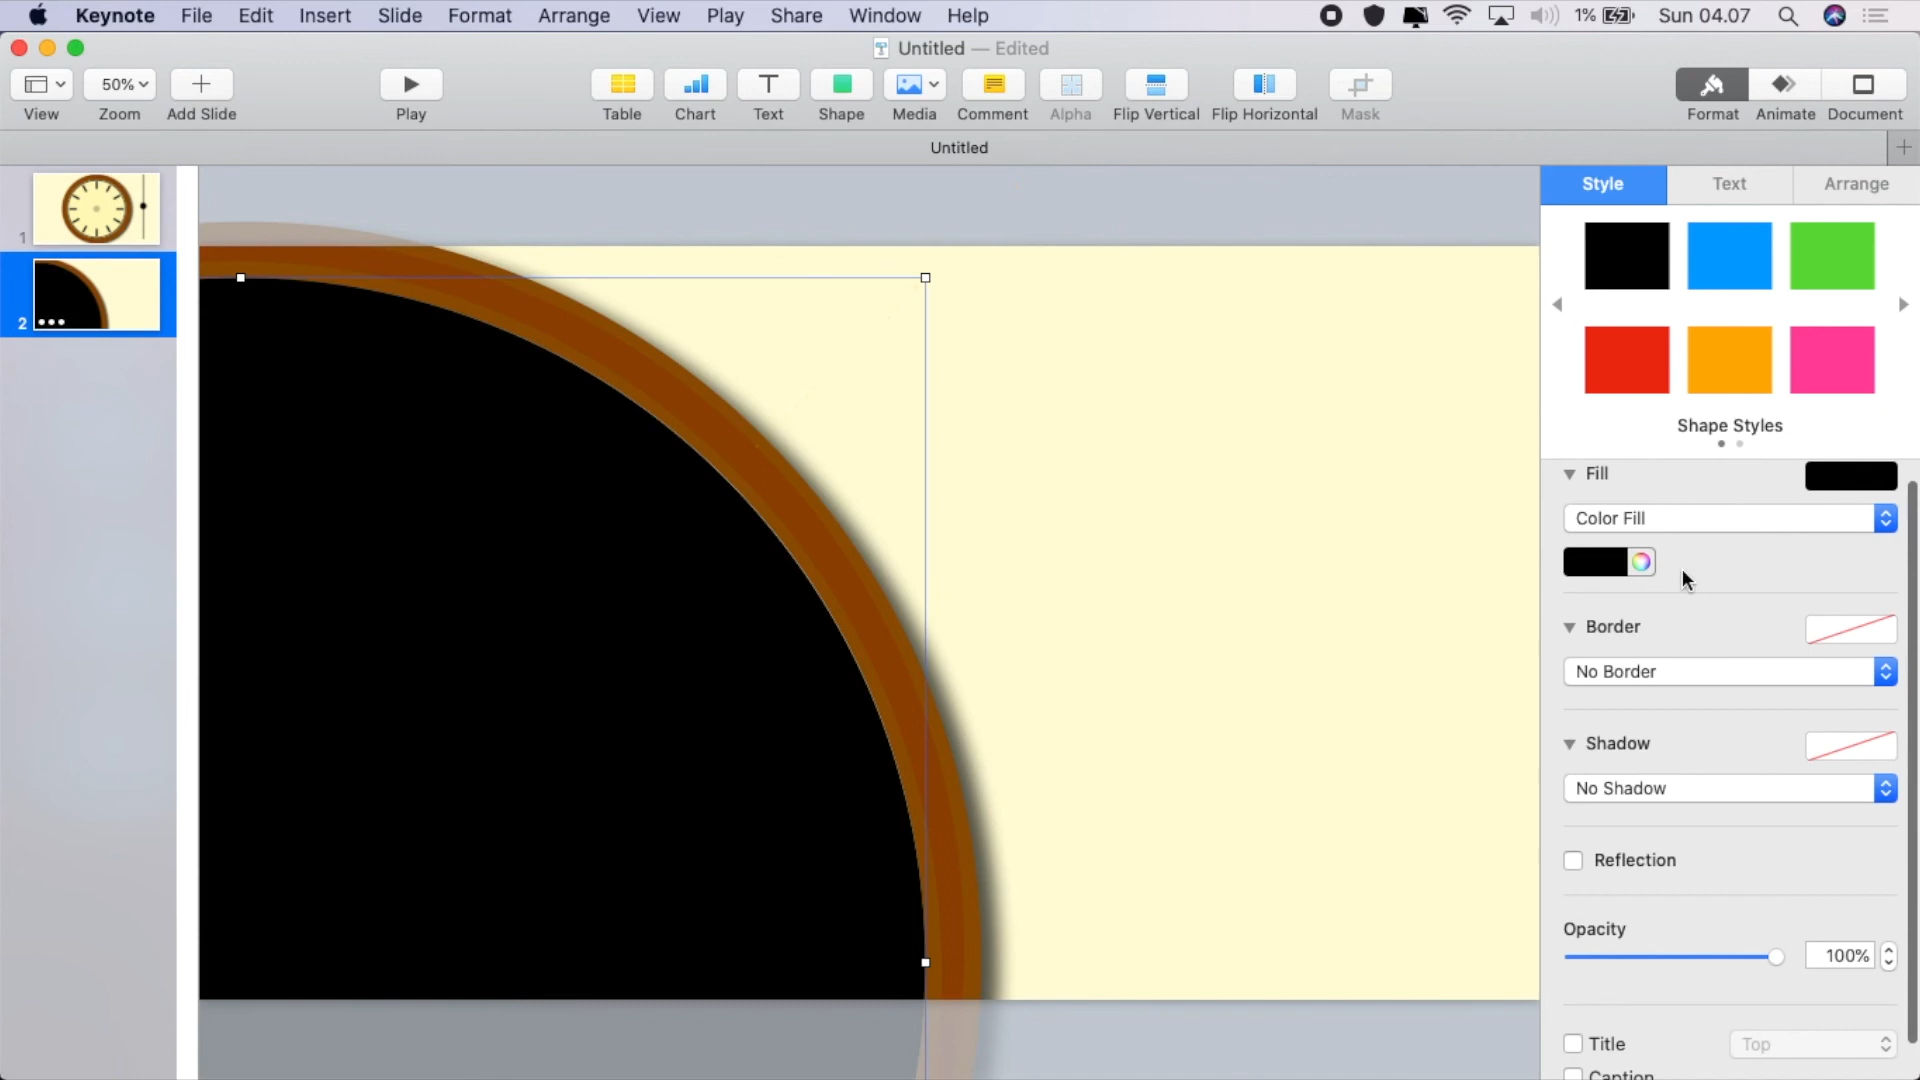 Keynote File Edit Insert Slide Format Arrange View Play Share Window Help 1% Sun 04.07
Untitled — Edited
50%
View Zoom Add Slide Play Table Chart Text Shape Media Comment Alpha Flip Vertical Flip Horizontal Mask Format Animate Document
Untitled
Style Text Arrange
1
2
Shape Styles
Fill
Color Fill
Border
No Border
Shadow
No Shadow
Reflection
Opacity
100%
Title Top
Caption